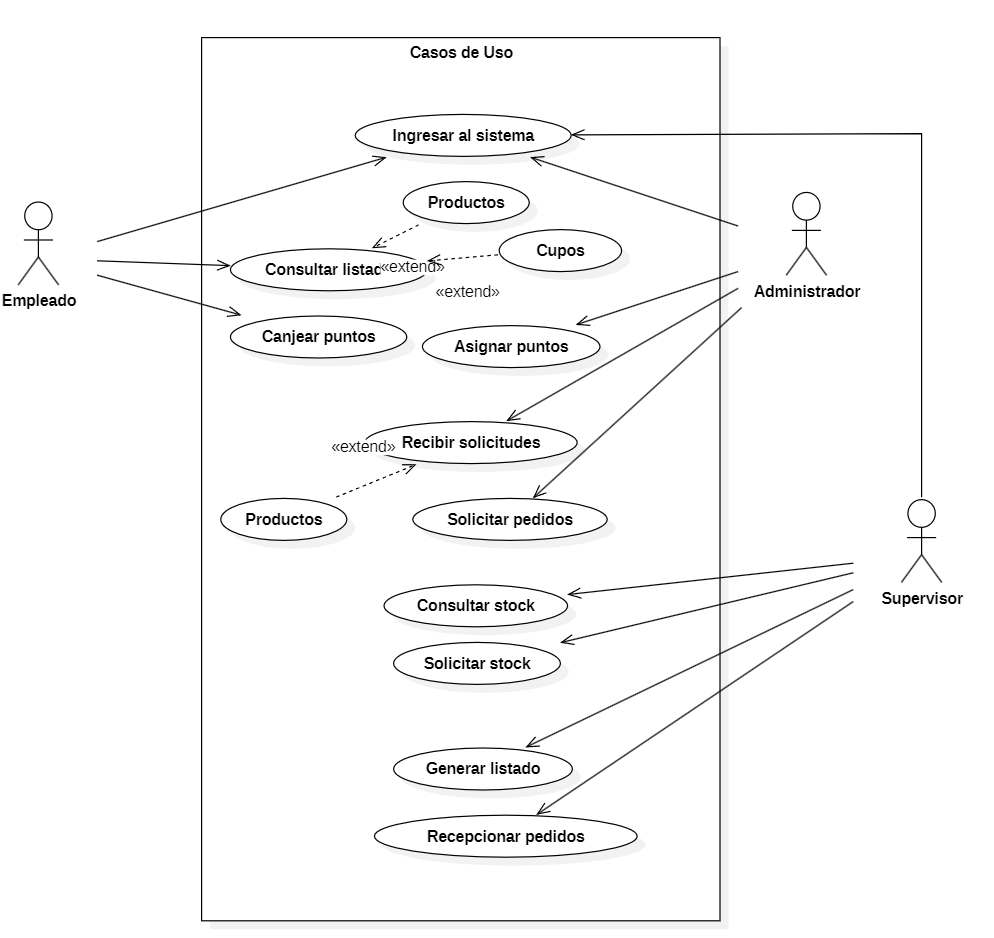 Casos de Uso
Ingresar al sistema
Productos
Cupos
Consultar listad
«extend»
«extend»
Empleado
Administrador
Canjear puntos
Asignar puntos
«extend»
Recibir solicitudes
Productos
Solicitar pedidos
Supervisor
Consultar stock
Solicitar stock
Generar listado
Recepcionar pedidos